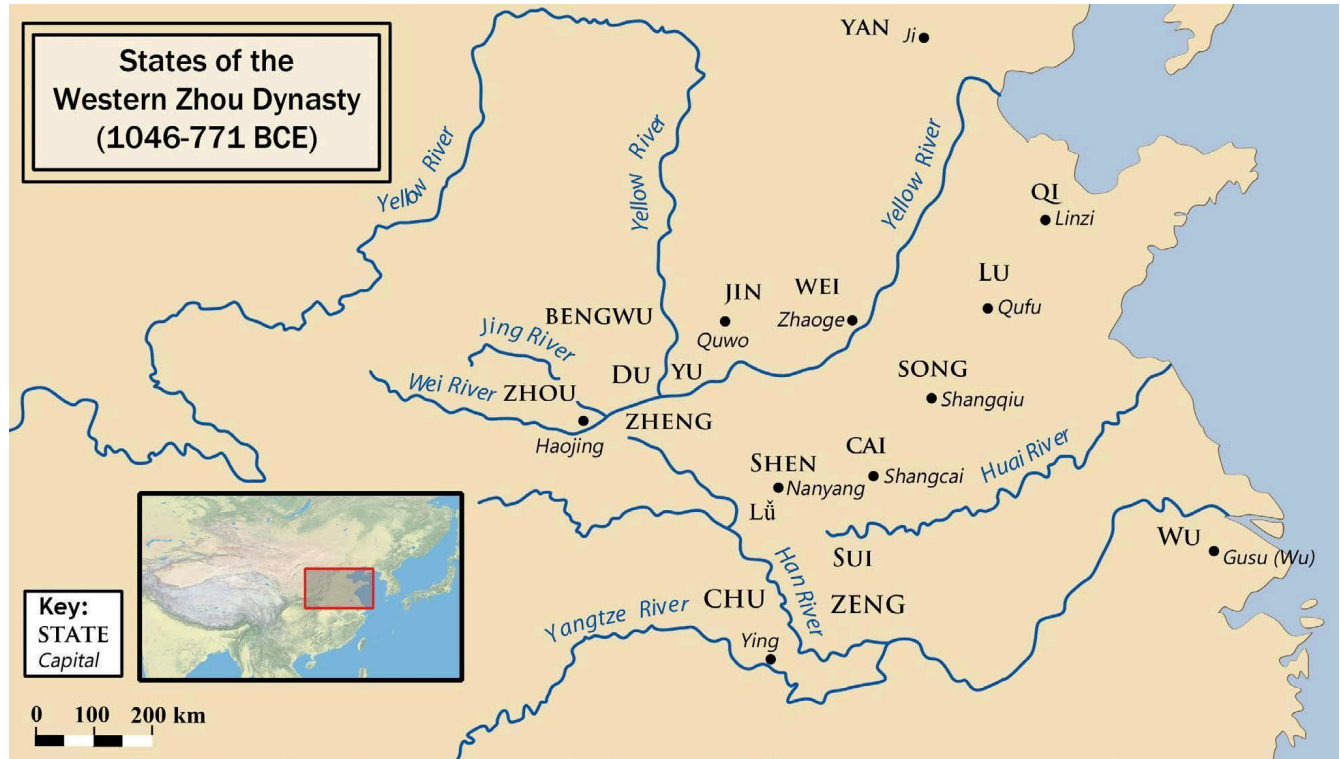 States of the
Western Zhou Dynasty
(1046-771 BCE)
YAN
Ji
Yellow River
Yellow River
Yellow River
QI
Linzi
LU
Qufu
JIN
Quwo
WEI
Zhaoge
BENGWU
Jing River
DU
YU
Wei River
ZHOU
Haojing
ZHENG
SONG
Shangqiu
SHEN
Nanyang
CAI
Shangcai
Huai River
Lǚ
SUI
Han River
WU
Gusu (Wu)
CHU
ZENG
Yangtze River
Ying
Key:
STATE
Capital
0 100 200 km